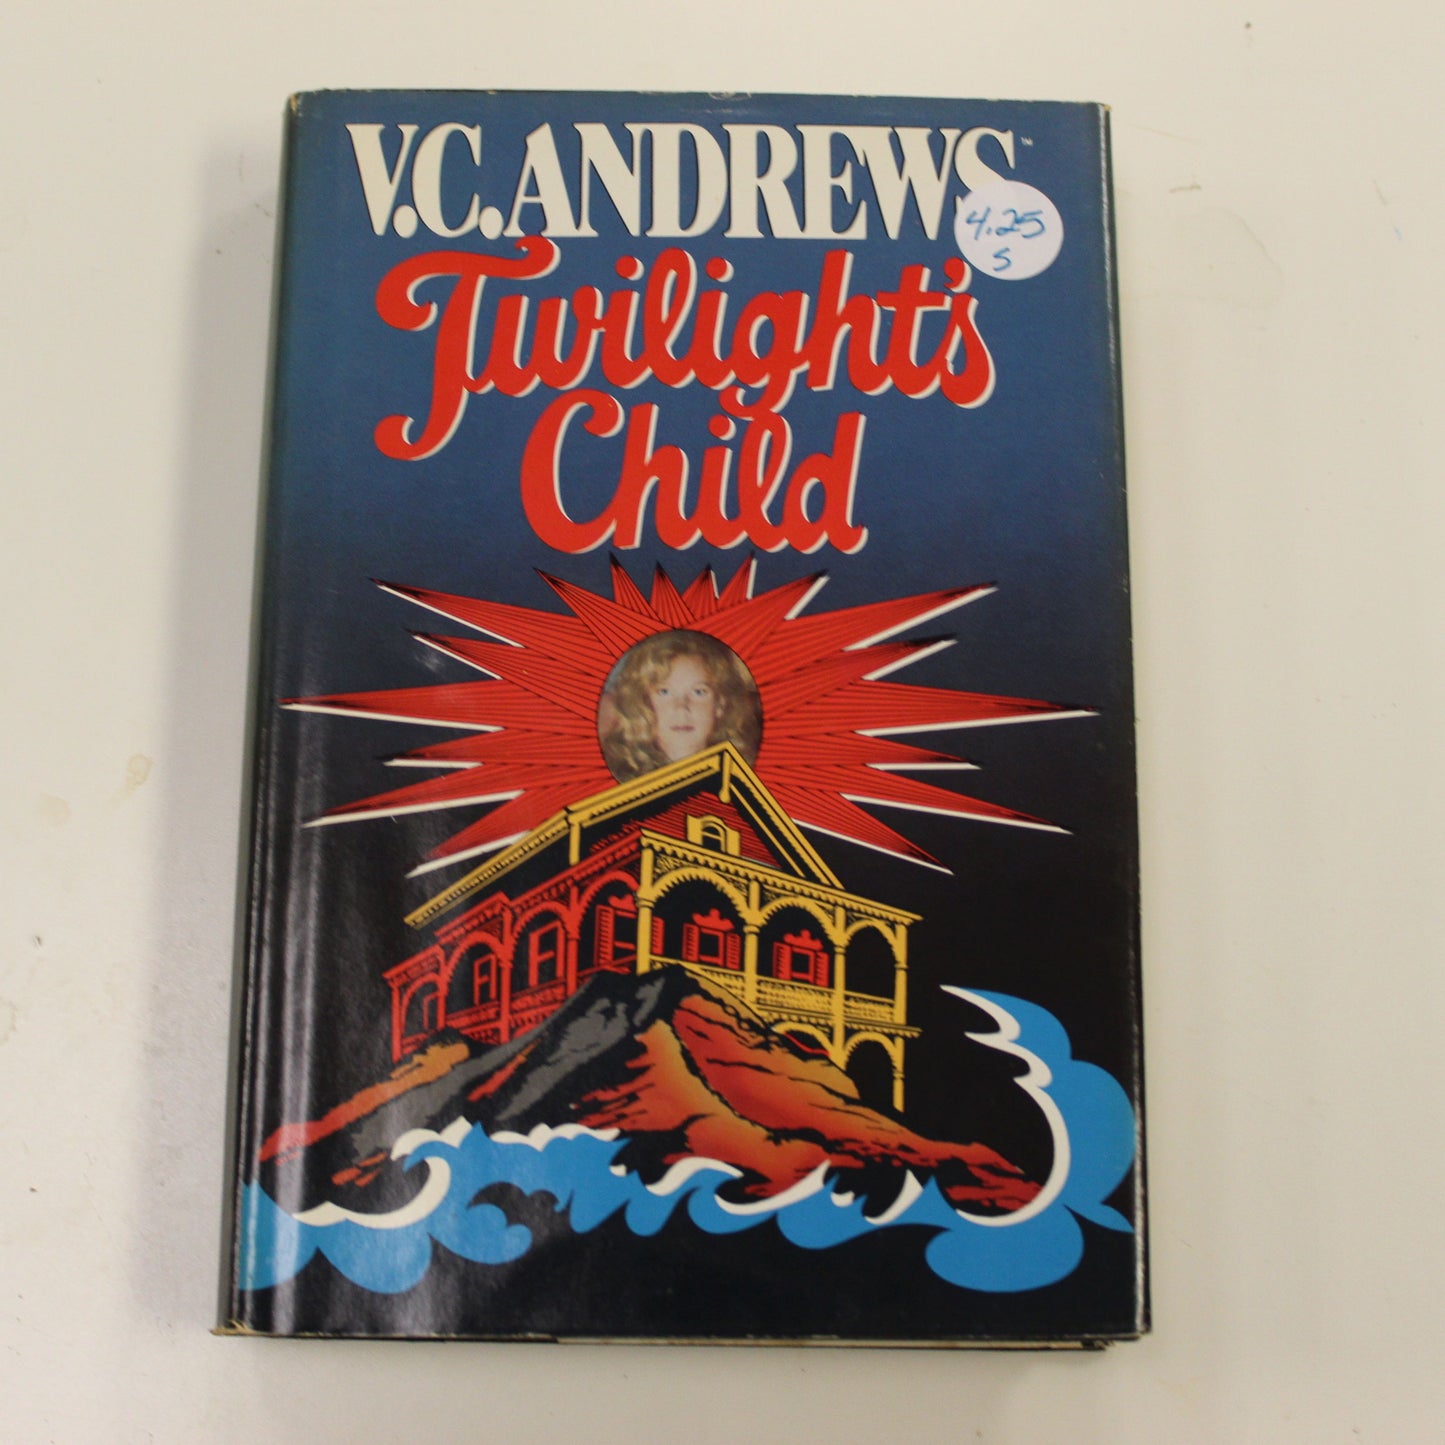 V.C. ANDREWS™
4.25
S
Twilight's
Child